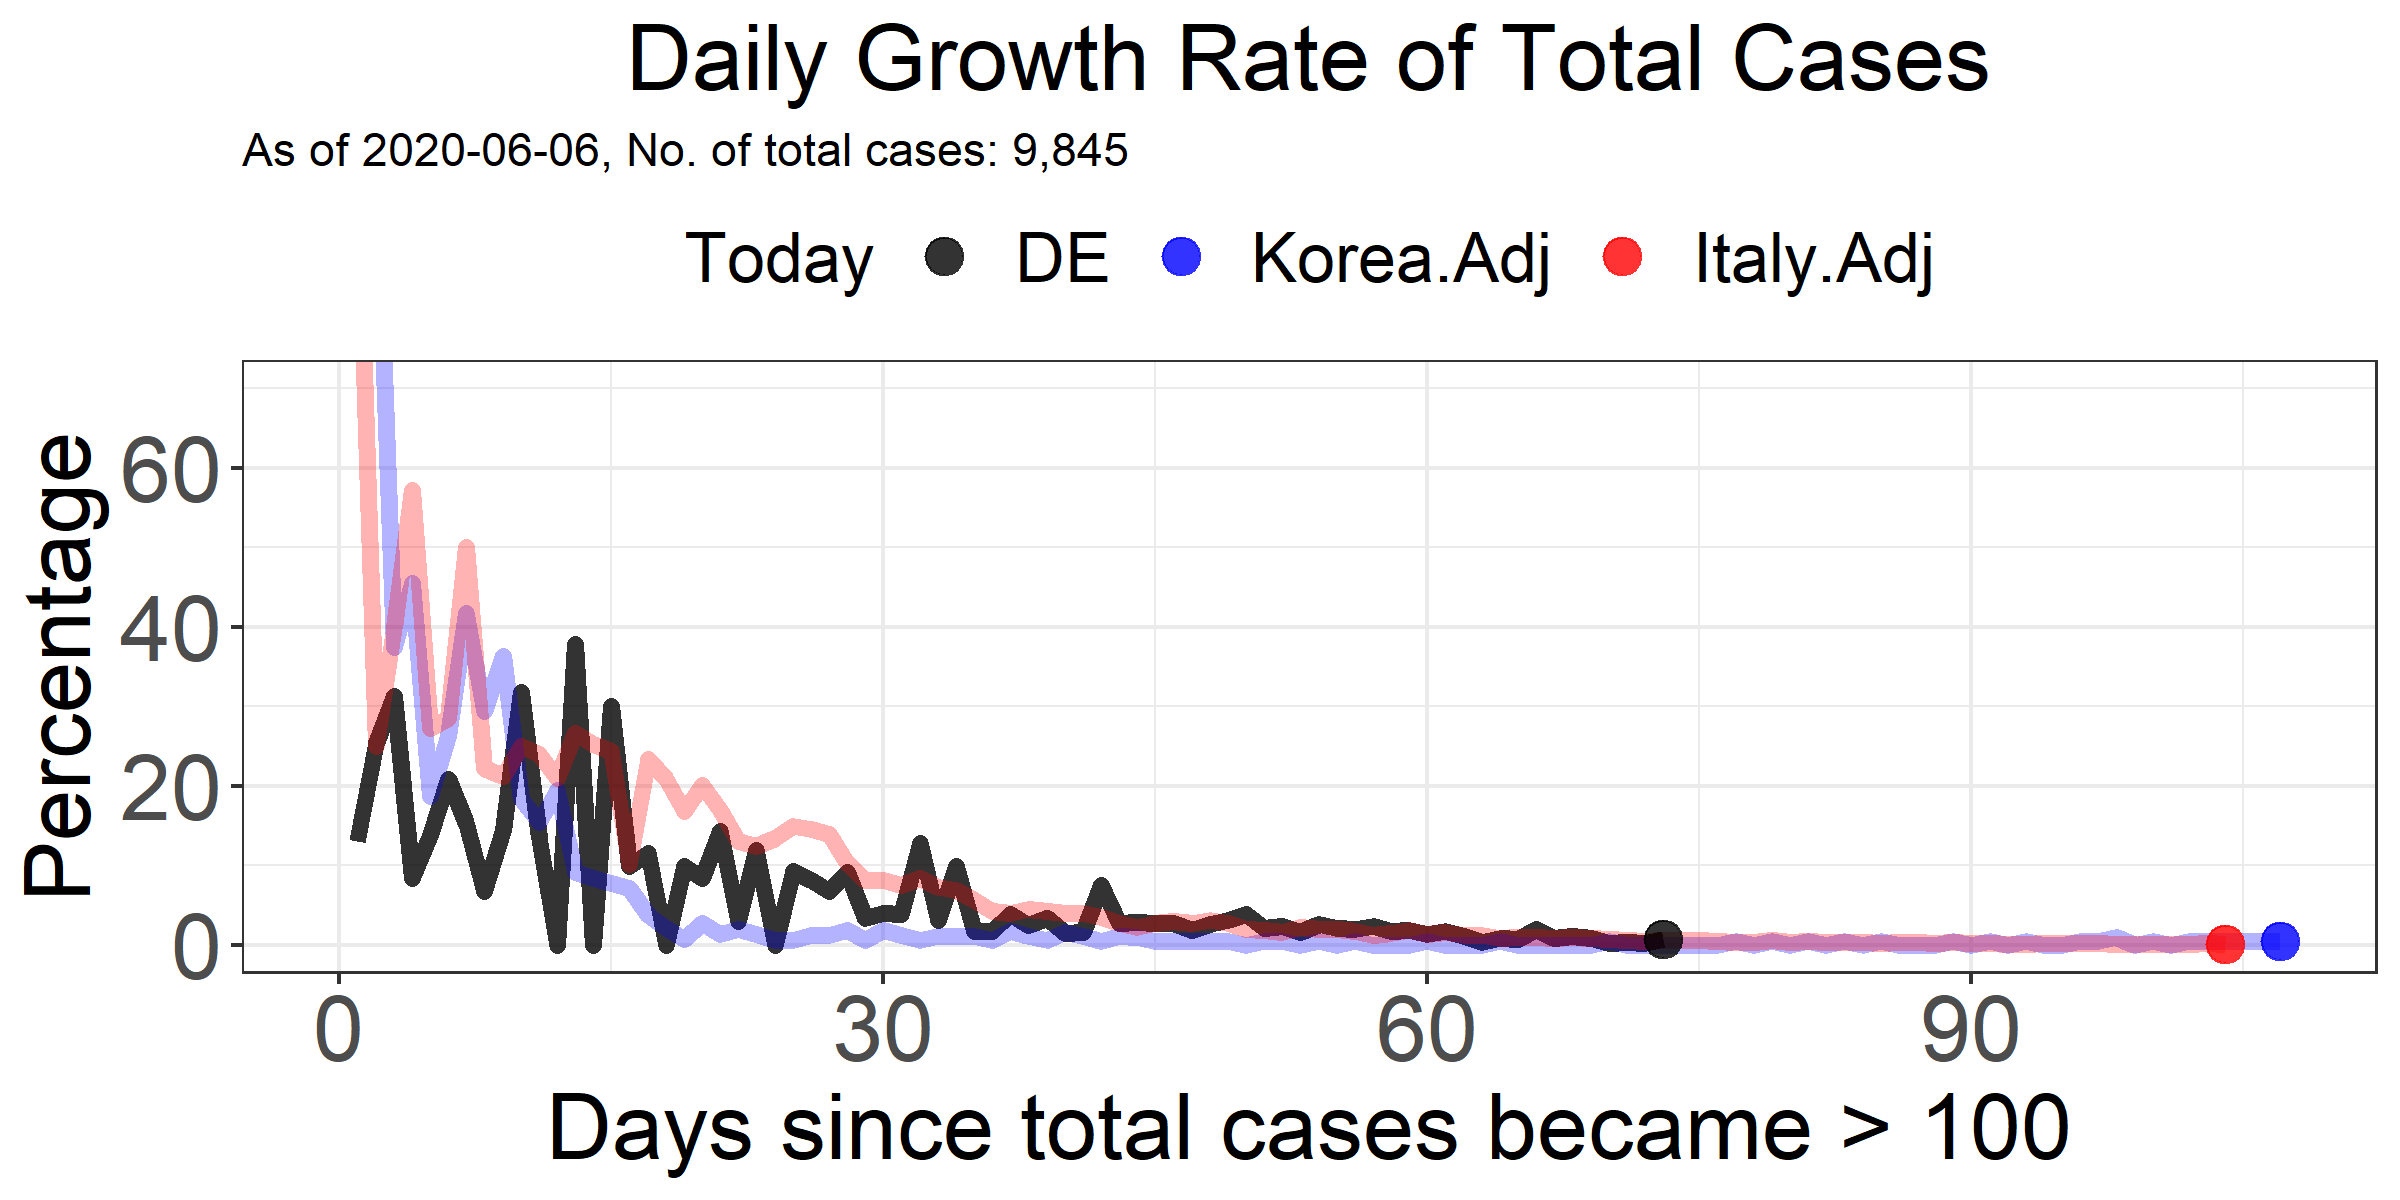 Daily Growth Rate of Total Cases
As of 2020-06-06, No. of total cases: 9,845
Today DE Korea.Adj Italy.Adj
Percentage
60
40
20
0
0 30 60 90
Days since total cases became > 100